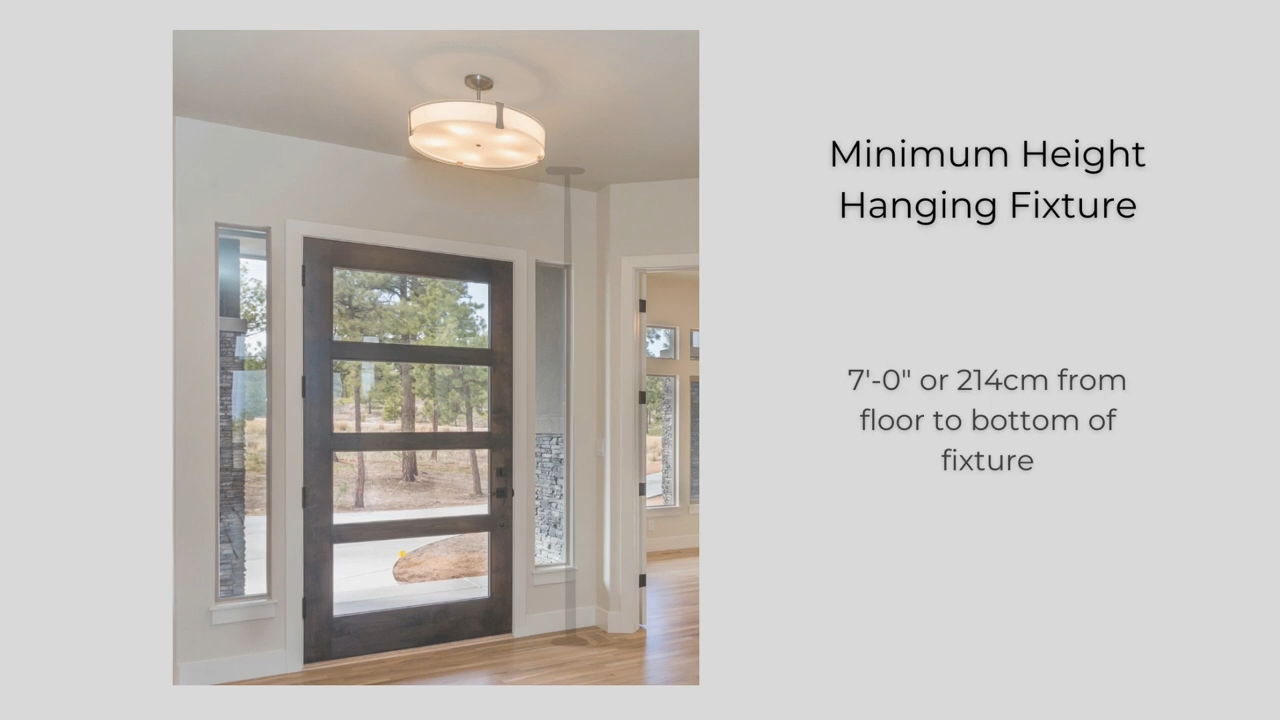 Minimum Height
Hanging Fixture
7'-0" or 214cm from
floor to bottom of
fixture